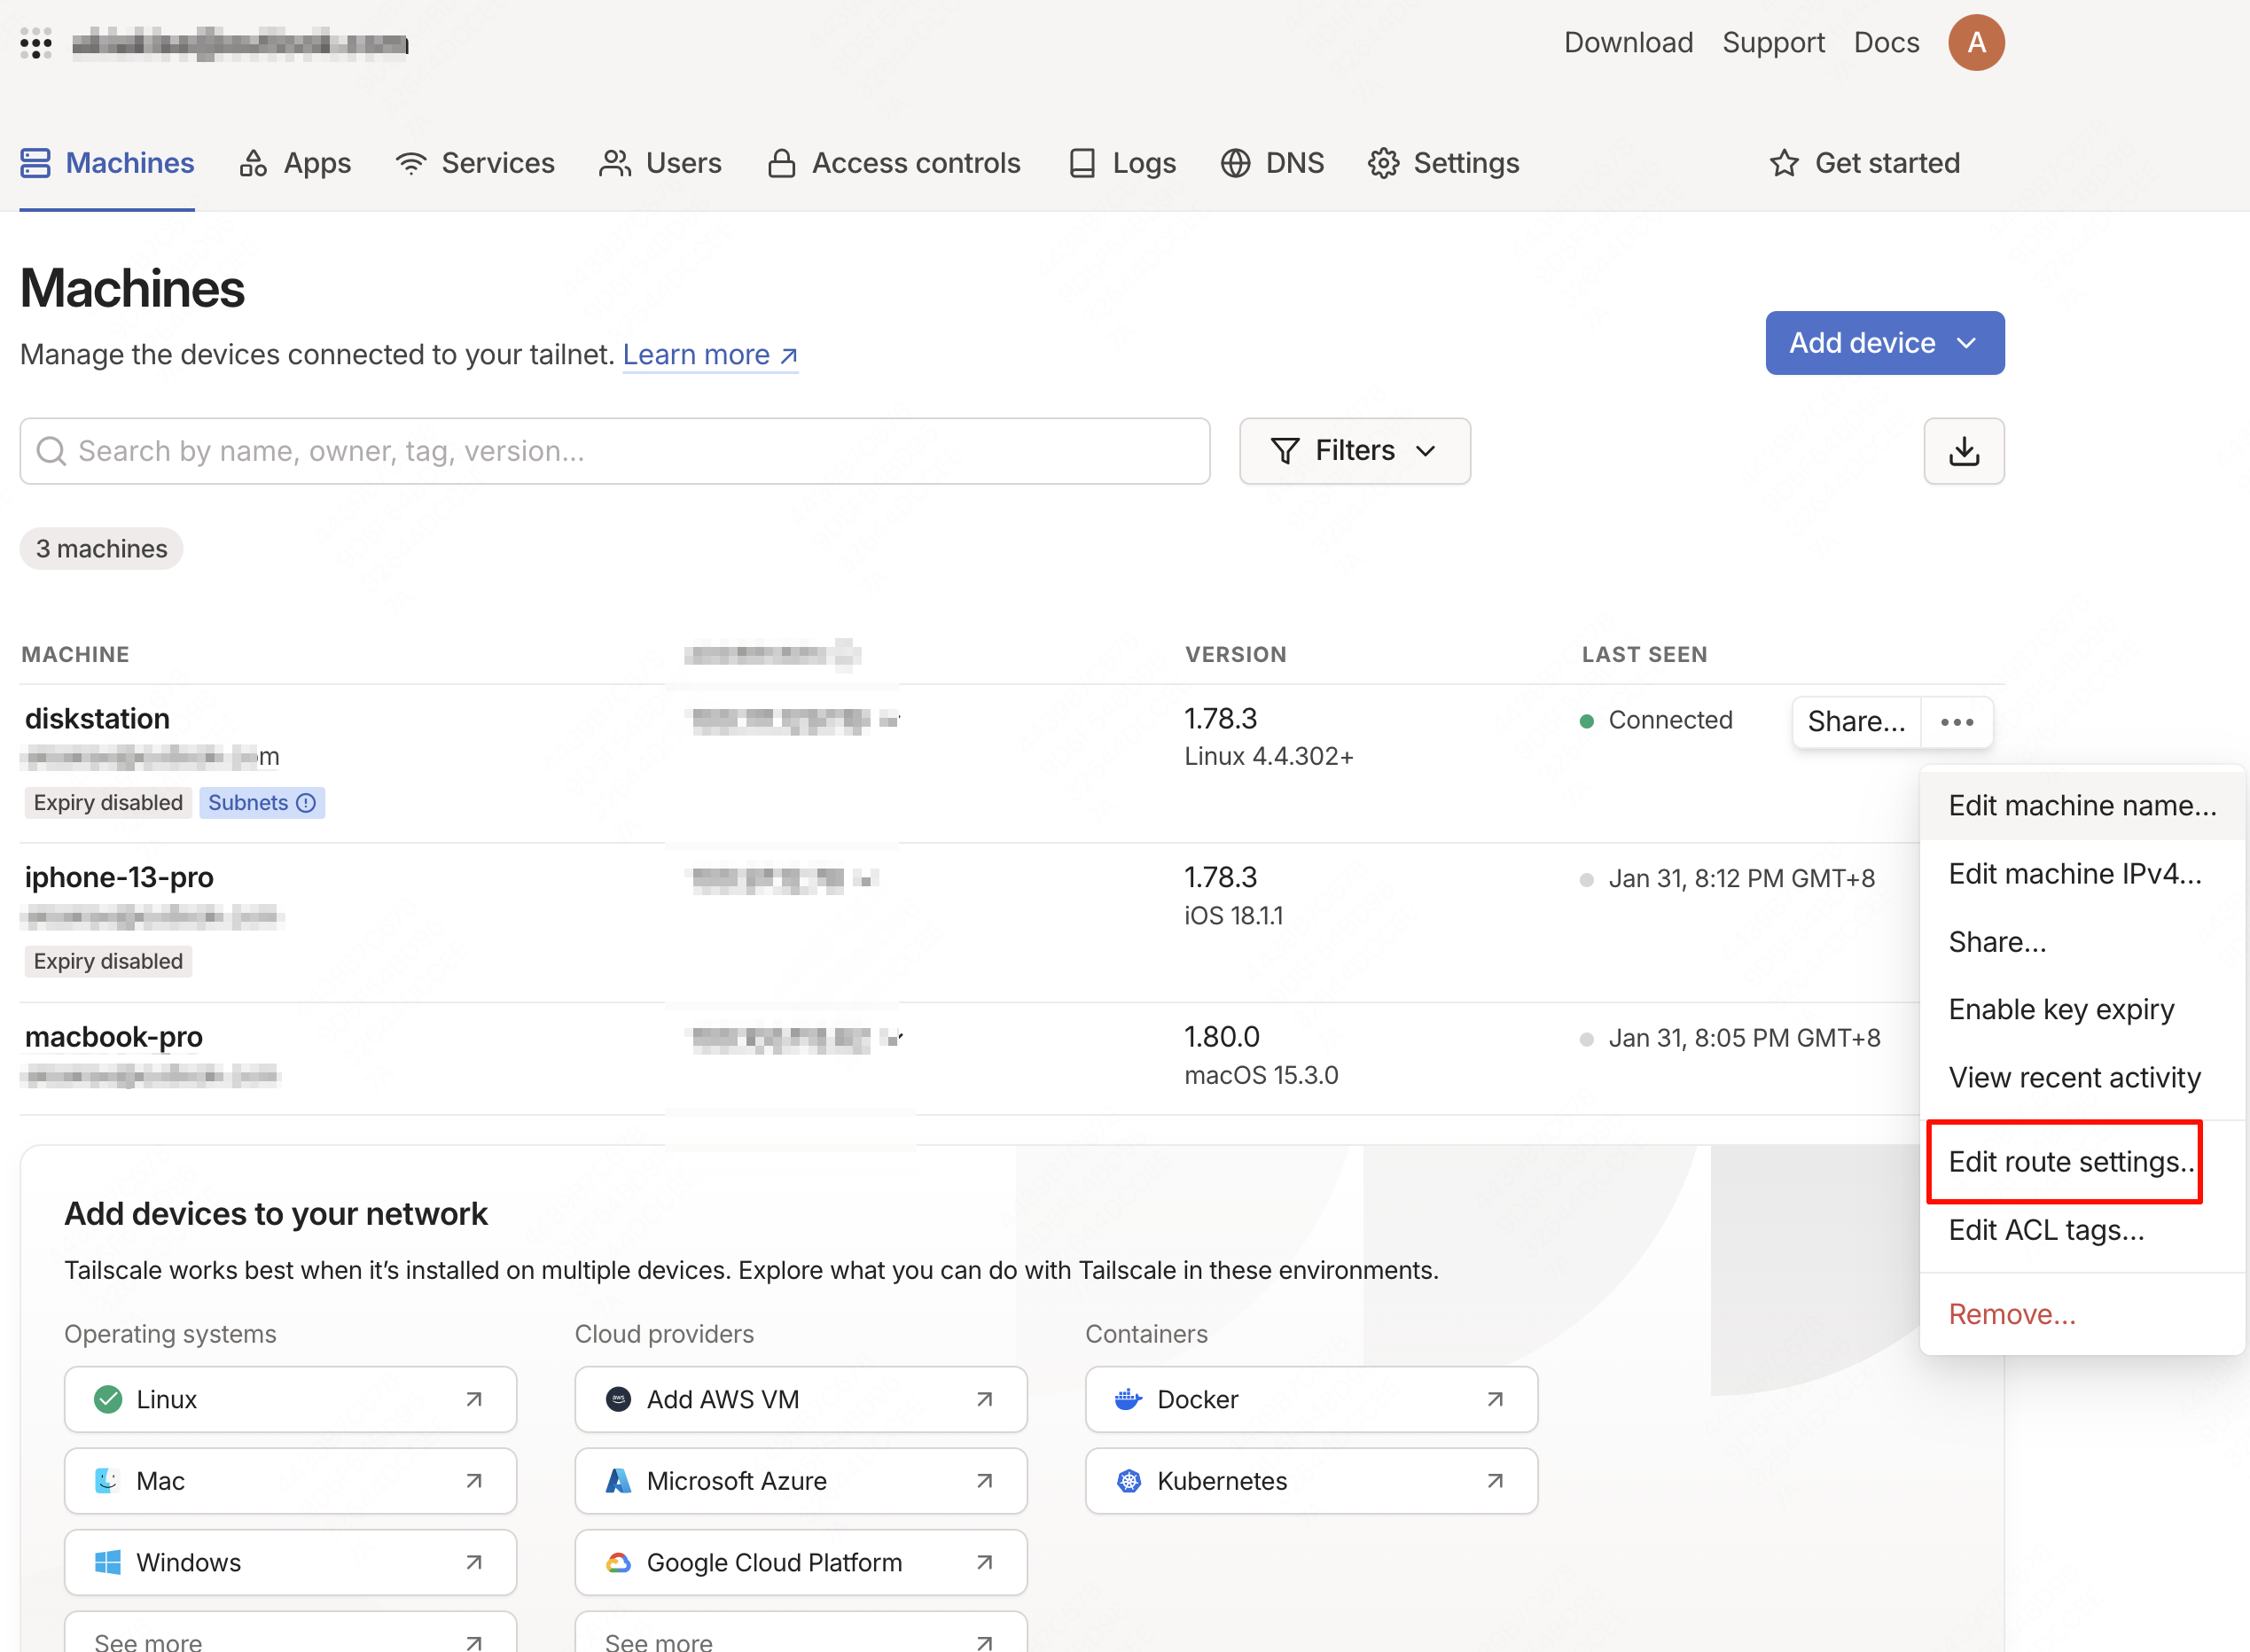 Download Support Docs A
Machines Apps Services Users Access controls Logs DNS Settings Get started
Machines
Manage the devices connected to your tailnet. Learn more
Add device
Search by name, owner, tag, version...
Filters
3 machines
MACHINE VERSION LAST SEEN
diskstation 1.78.3 Connected Share... •••
Linux 4.4.302+
Expiry disabled Subnets
Edit machine name...
Edit machine IPv4...
Share...
Enable key expiry
View recent activity
Edit route settings..
Edit ACL tags...
Remove...
iphone-13-pro 1.78.3 Jan 31, 8:12 PM GMT+8
iOS 18.1.1
Expiry disabled
macbook-pro 1.80.0 Jan 31, 8:05 PM GMT+8
macOS 15.3.0
Add devices to your network
Tailscale works best when it’s installed on multiple devices. Explore what you can do with Tailscale in these environments.
Operating systems Cloud providers Containers
Linux Add AWS VM Docker
Mac Microsoft Azure Kubernetes
Windows Google Cloud Platform
See more See more